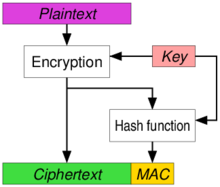 Plaintext
Encryption
Key
Hash function
Ciphertext
MAC